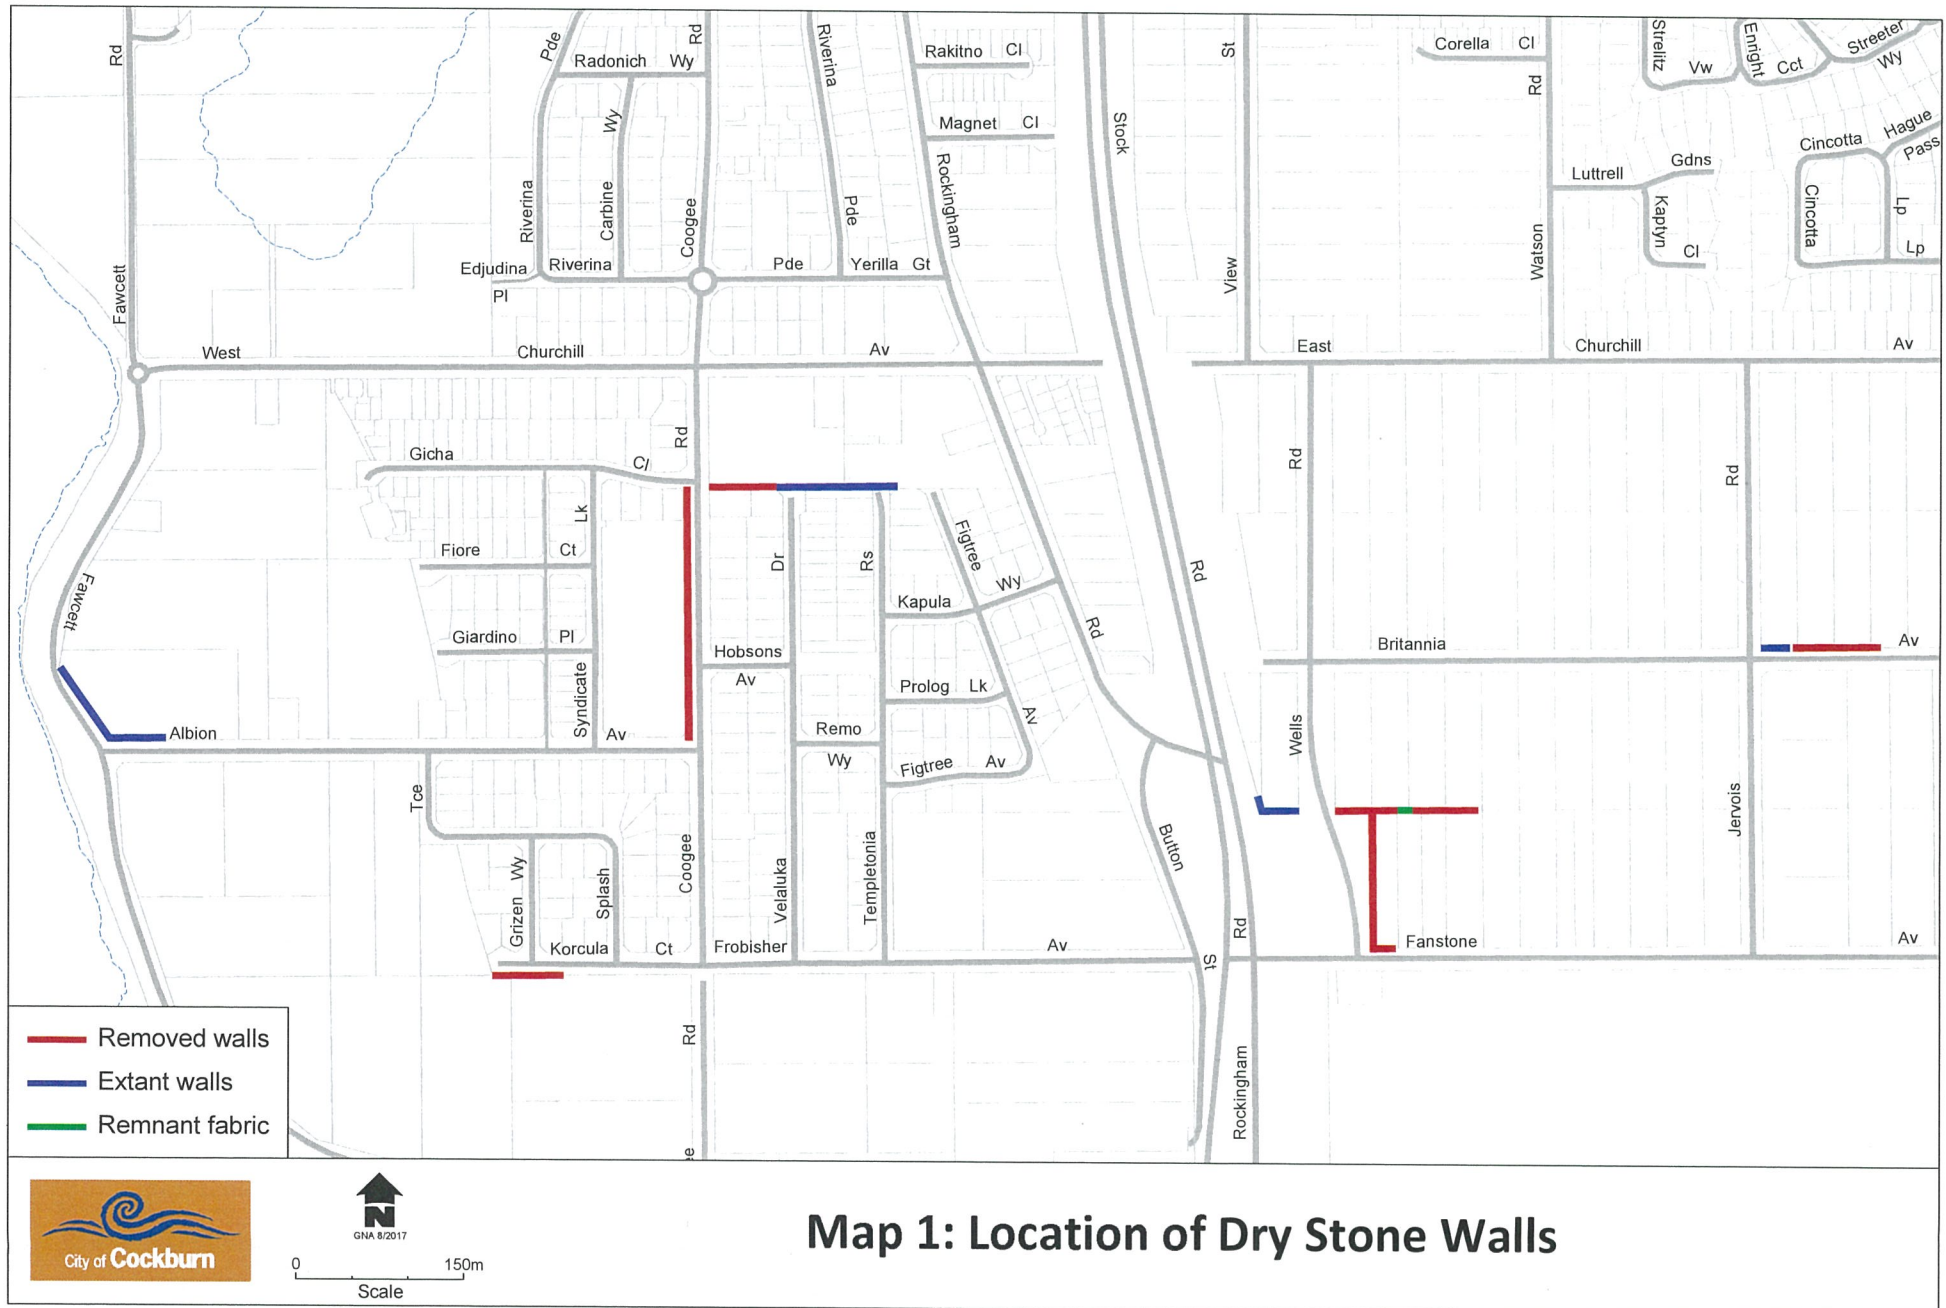 Rd
Pde
Radonich Wy
Rd
Riverina
Rakitno Cl
St
Corella Cl
Strelitz
Vw
Enright
Cct
Streeter
Wy
Rd
Wy
Magnet Cl
Stock
Cincotta
Hague
Pass
Luttrell
Gdns
Riverina
Carbine
Coogee
Pde
Rockingham
Kaptyn
Cl
Cincotta
Lp
Lp
Edjudina
Pl
Riverina
Pde
Yerilla Gt
View
Watson
Fawcett
West
Churchill
Av
East
Churchill
Av
Gicha
Cl
Rd
Rd
Rd
Fiore
Ct
Lk
Dr
Rs
Figtree
Wy
Kapula
Rd
Fawcett
Giardino
Pl
Hobsons
Av
Rd
Britannia
Av
Syndicate
Prolog Lk
Av
Albion
Av
Remo
Wy
Figtree Av
Wells
Tce
Jervois
Button
Grizen Wy
Splash
Coogee
Velaluka
Templetonia
Korcula Ct
Frobisher
Av
St
Rd
Fanstone
Av
Rd
Rockingham
ee
Removed walls
Extant walls
Remnant fabric
City of Cockburn
N
GNA 8/2017
0 150m
Scale
Map 1: Location of Dry Stone Walls